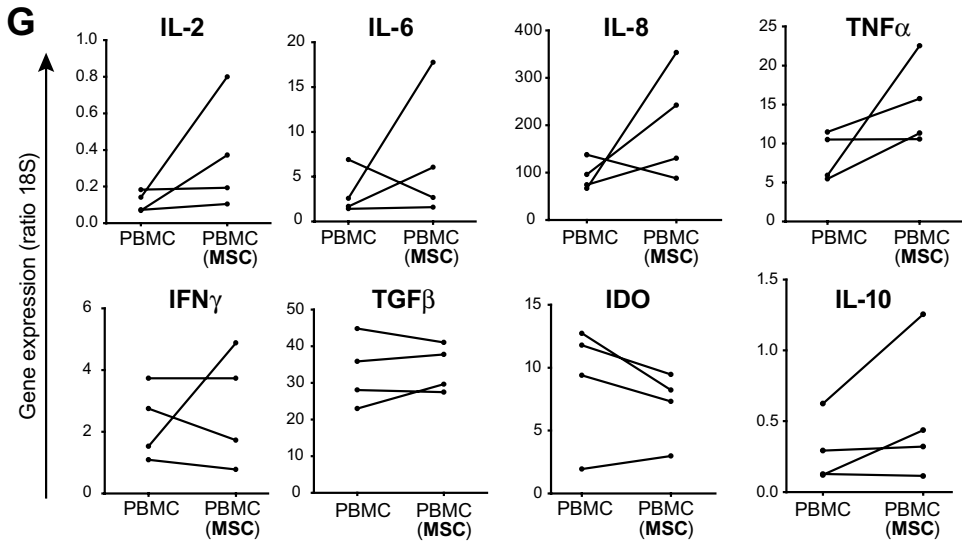 G
Gene expression (ratio 18S)
IL-2
1.0
0.8
0.6
0.4
0.2
0.0
PBMC
PBMC
(MSC)
IL-6
20
15
10
5
0
PBMC
PBMC
(MSC)
IL-8
400
300
200
100
0
PBMC
PBMC
(MSC)
TNFα
25
20
15
10
5
0
PBMC
PBMC
(MSC)
IFNγ
6
4
2
0
PBMC
PBMC
(MSC)
TGFβ
50
40
30
20
10
0
PBMC
PBMC
(MSC)
IDO
15
10
5
0
PBMC
PBMC
(MSC)
IL-10
1.5
1.0
0.5
0.0
PBMC
PBMC
(MSC)